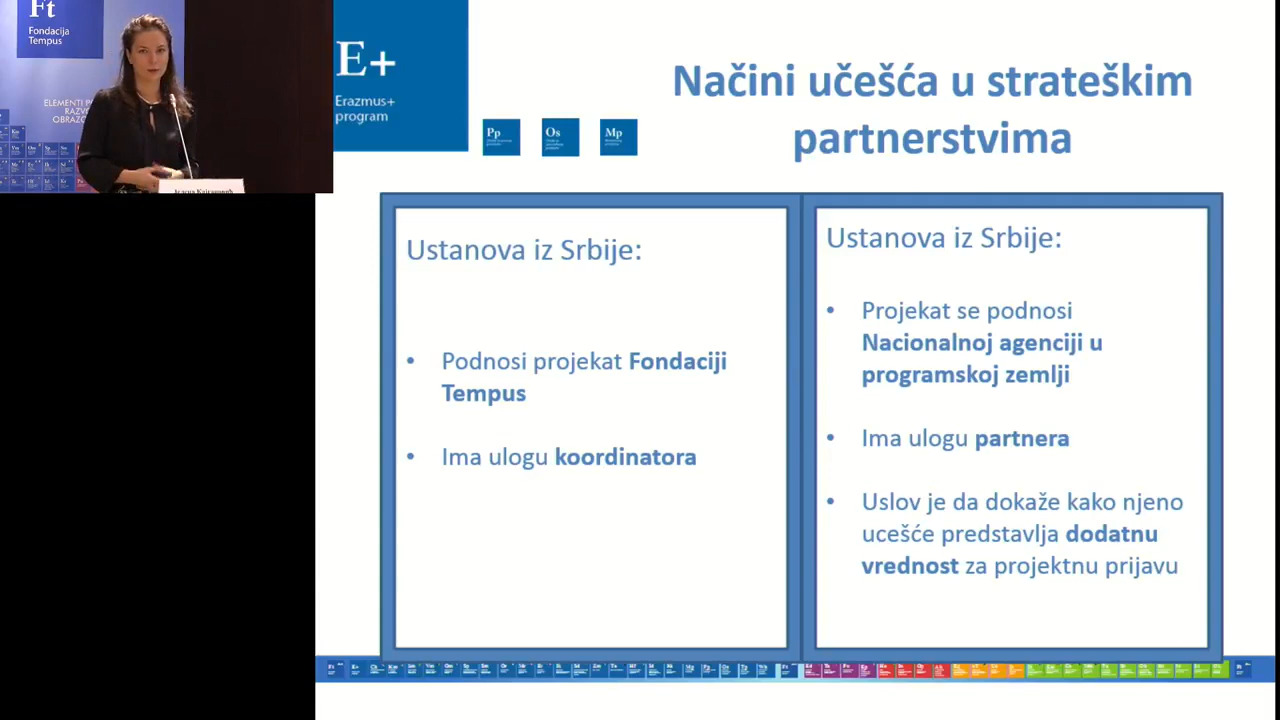 Ft
Fondacija
Tempus
E+
Erasmus+
program
Pp
Os
Mp
Načini učešća u strateškim
partnerstvima
Ustanova iz Srbije:
• Podnosi projekat Fondaciji
Tempus
• Ima ulogu koordinatora
Ustanova iz Srbije:
• Projekat se podnosi
Nacionalnoj agenciji u
programskoj zemlji
• Ima ulogu partnera
• Uslov je da dokaže kako njeno
ucešće predstavlja dodatnu
vrednost za projektnu prijavu